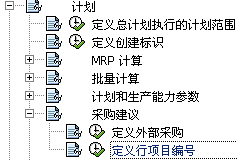 计划
定义总计划执行的计划范围
定义创建标识
MRP 计算
批量计算
计划和生产能力参数
采购建议
定义外部采购
定义行项目编号